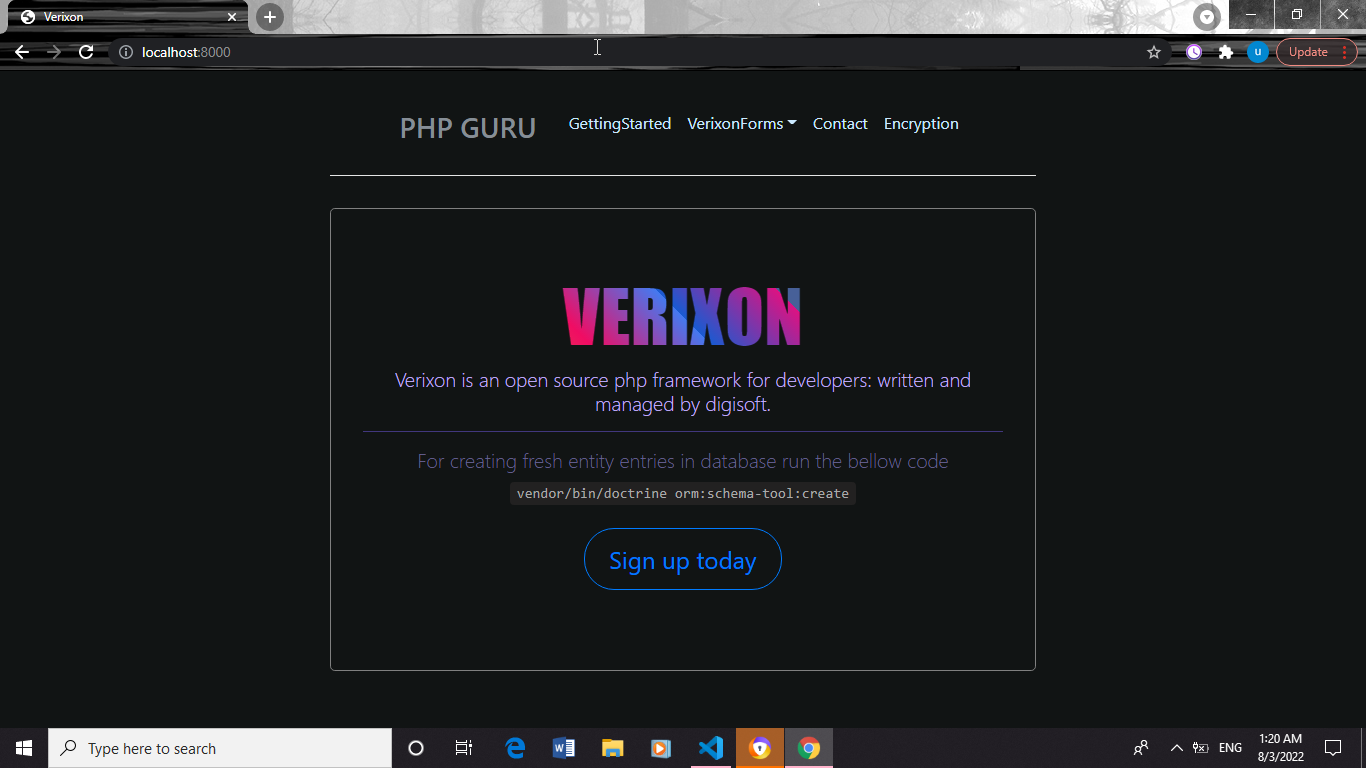 Verixon
localhost:8000
u
Update
PHP GURU
GettingStarted
VerixonForms
Contact
Encryption
VERIXON
Verixon is an open source php framework for developers: written and
managed by digisoft.
For creating fresh entity entries in database run the bellow code
vendor/bin/doctrine orm:schema-tool:create
Sign up today
Type here to search
ENG
1:20 AM
8/3/2022